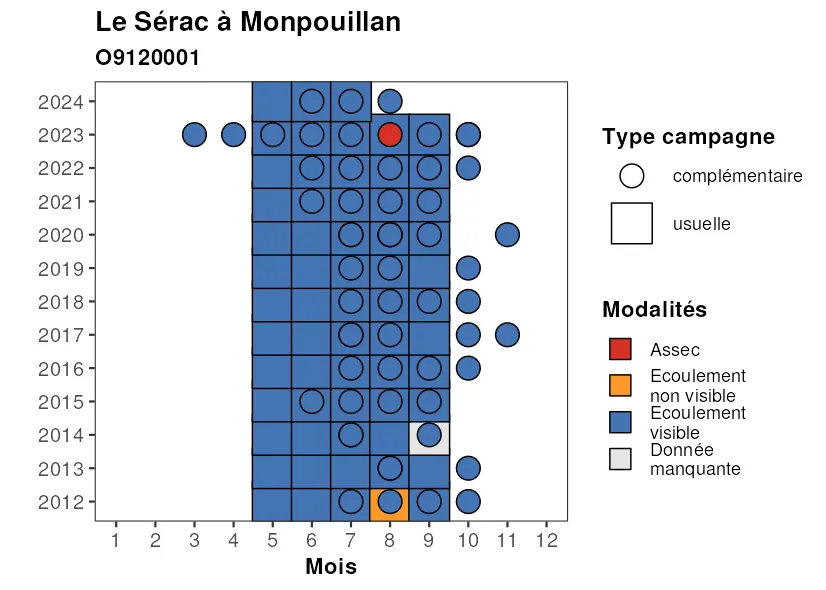 Le Sérac à Monpouillan
O9120001
2024
2023
2022
2021
2020
2019
2018
2017
2016
2015
2014
2013
2012
1 2 3 4 5 6 7 8 9 10 11 12
Mois
Type campagne
complémentaire
usuelle
Modalités
Assec
Ecoulement
non visible
Ecoulement
visible
Donnée
manquante